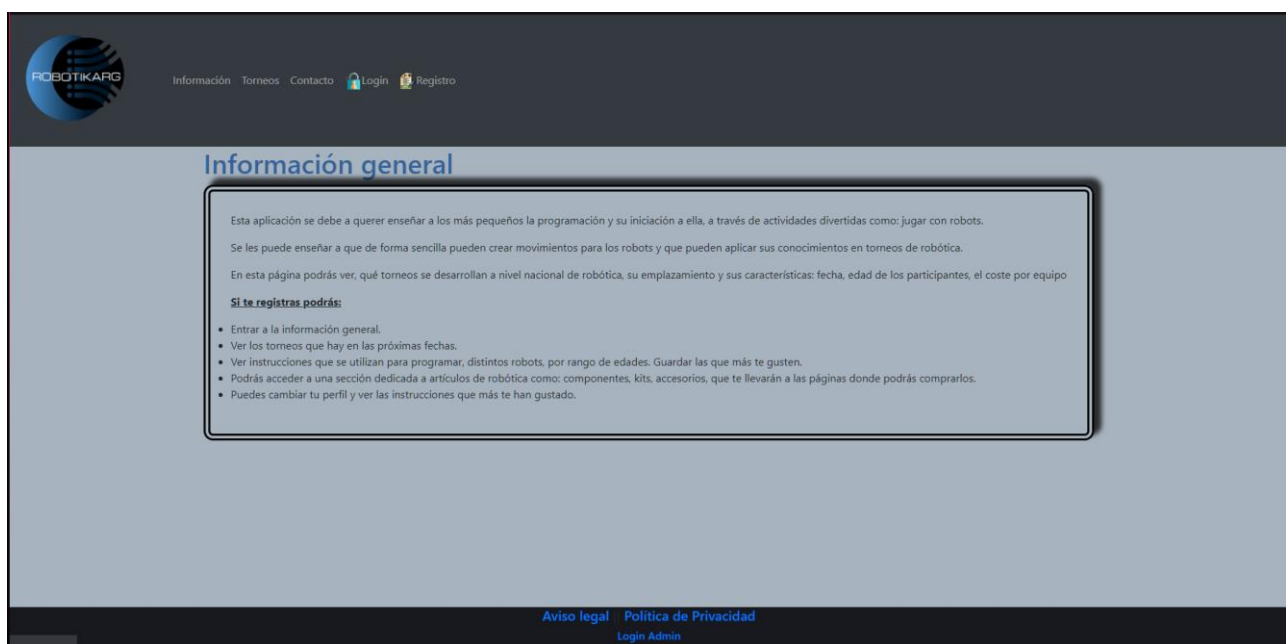 ROBOTIKARG
Información Torneos Contacto Login Registro
Información general
Esta aplicación se debe a querer enseñar a los más pequeños la programación y su iniciación a ella, a través de actividades divertidas como: jugar con robots.
Se les puede enseñar a que de forma sencilla pueden crear movimientos para los robots y que pueden aplicar sus conocimientos en torneos de robótica.
En esta página podrás ver, qué torneos se desarrollan a nivel nacional de robótica, su emplazamiento y sus características: fecha, edad de los participantes, el coste por equipo
Si te registras podrás:
• Entrar a la información general.
• Ver los torneos que hay en las próximas fechas.
• Ver instrucciones que se utilizan para programar, distintos robots, por rango de edades. Guardar las que más te gusten.
• Podrás acceder a una sección dedicada a artículos de robótica como: componentes, kits, accesorios, que te llevarán a las páginas donde podrás comprarlos.
• Puedes cambiar tu perfil y ver las instrucciones que más te han gustado.
Aviso legal | Política de Privacidad
Login Admin